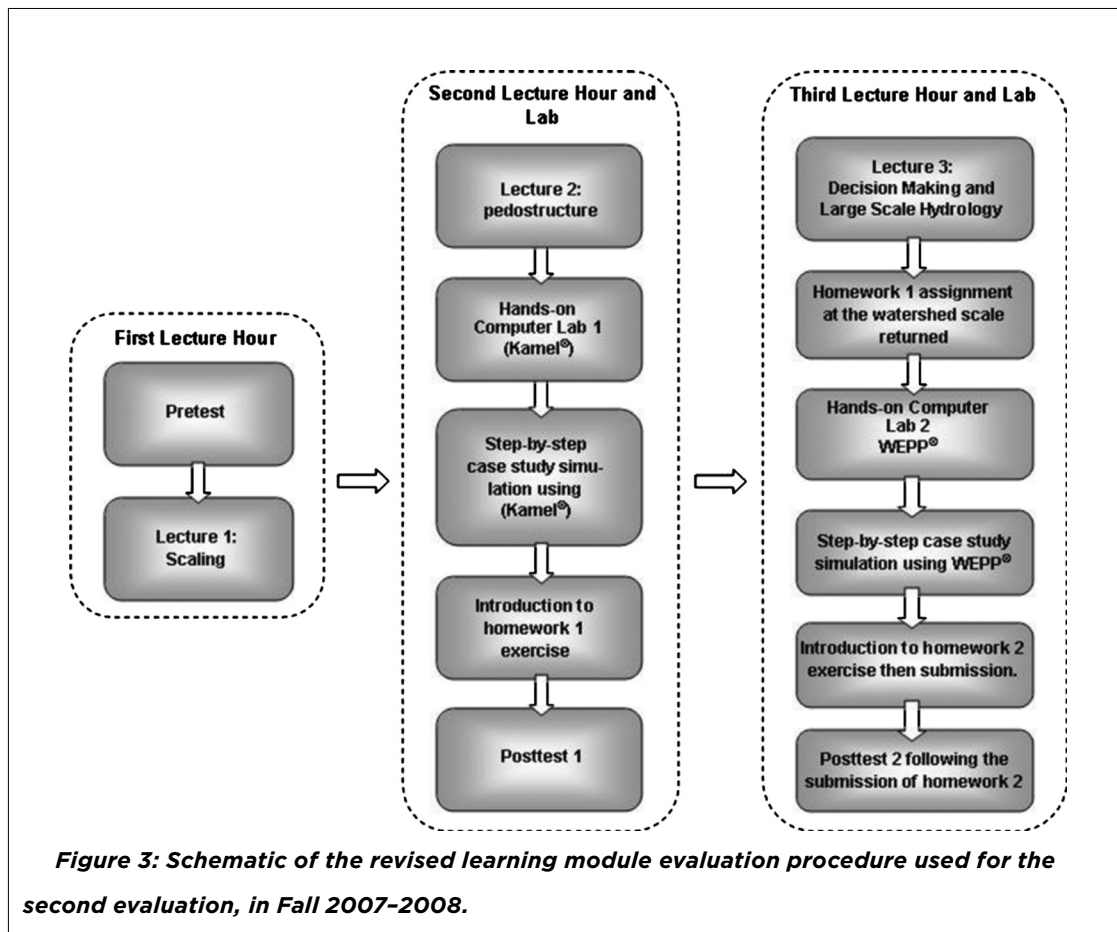 First Lecture Hour
Pretest
Lecture 1:
Scaling
Second Lecture Hour and
Lab
Lecture 2:
pedostructure
Hands-on
Computer Lab 1
(Kamel®)
Step-by-step
case study simu-
lation using
(Kamel®)
Introduction to
homework 1
exercise
Posttest 1
Third Lecture Hour and Lab
Lecture 3:
Decision Making and
Large Scale Hydrology
Homework 1 assignment
at the watershed scale
returned
Hands-on Computer
Lab 2
WEPP®
Step-by-step case study
simulation using WEPP®
Introduction to homework 2
exercise then submission.
Posttest 2 following the
submission of homework 2
Figure 3: Schematic of the revised learning module evaluation procedure used for the
second evaluation, in Fall 2007–2008.